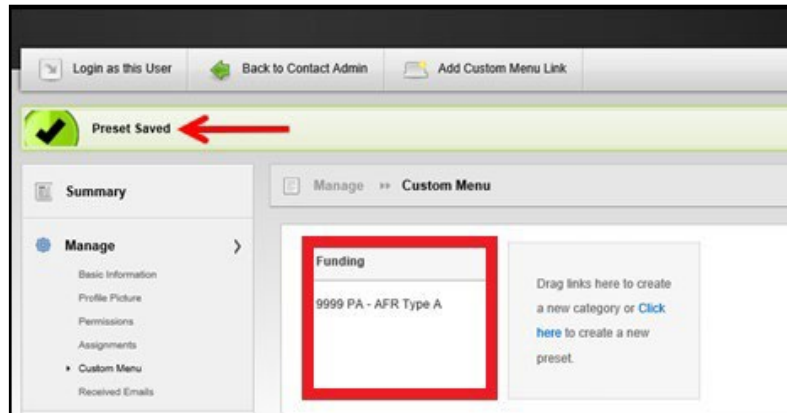 Login as this User
Back to Contact Admin
Add Custom Menu Link
Preset Saved
Summary
Manage
Basic Information
Profile Picture
Permissions
Assignments
Custom Menu
Received Emails
Manage ›› Custom Menu
Funding
9999 PA - AFR Type A
Drag links here to create
a new category or Click
here to create a new
preset.